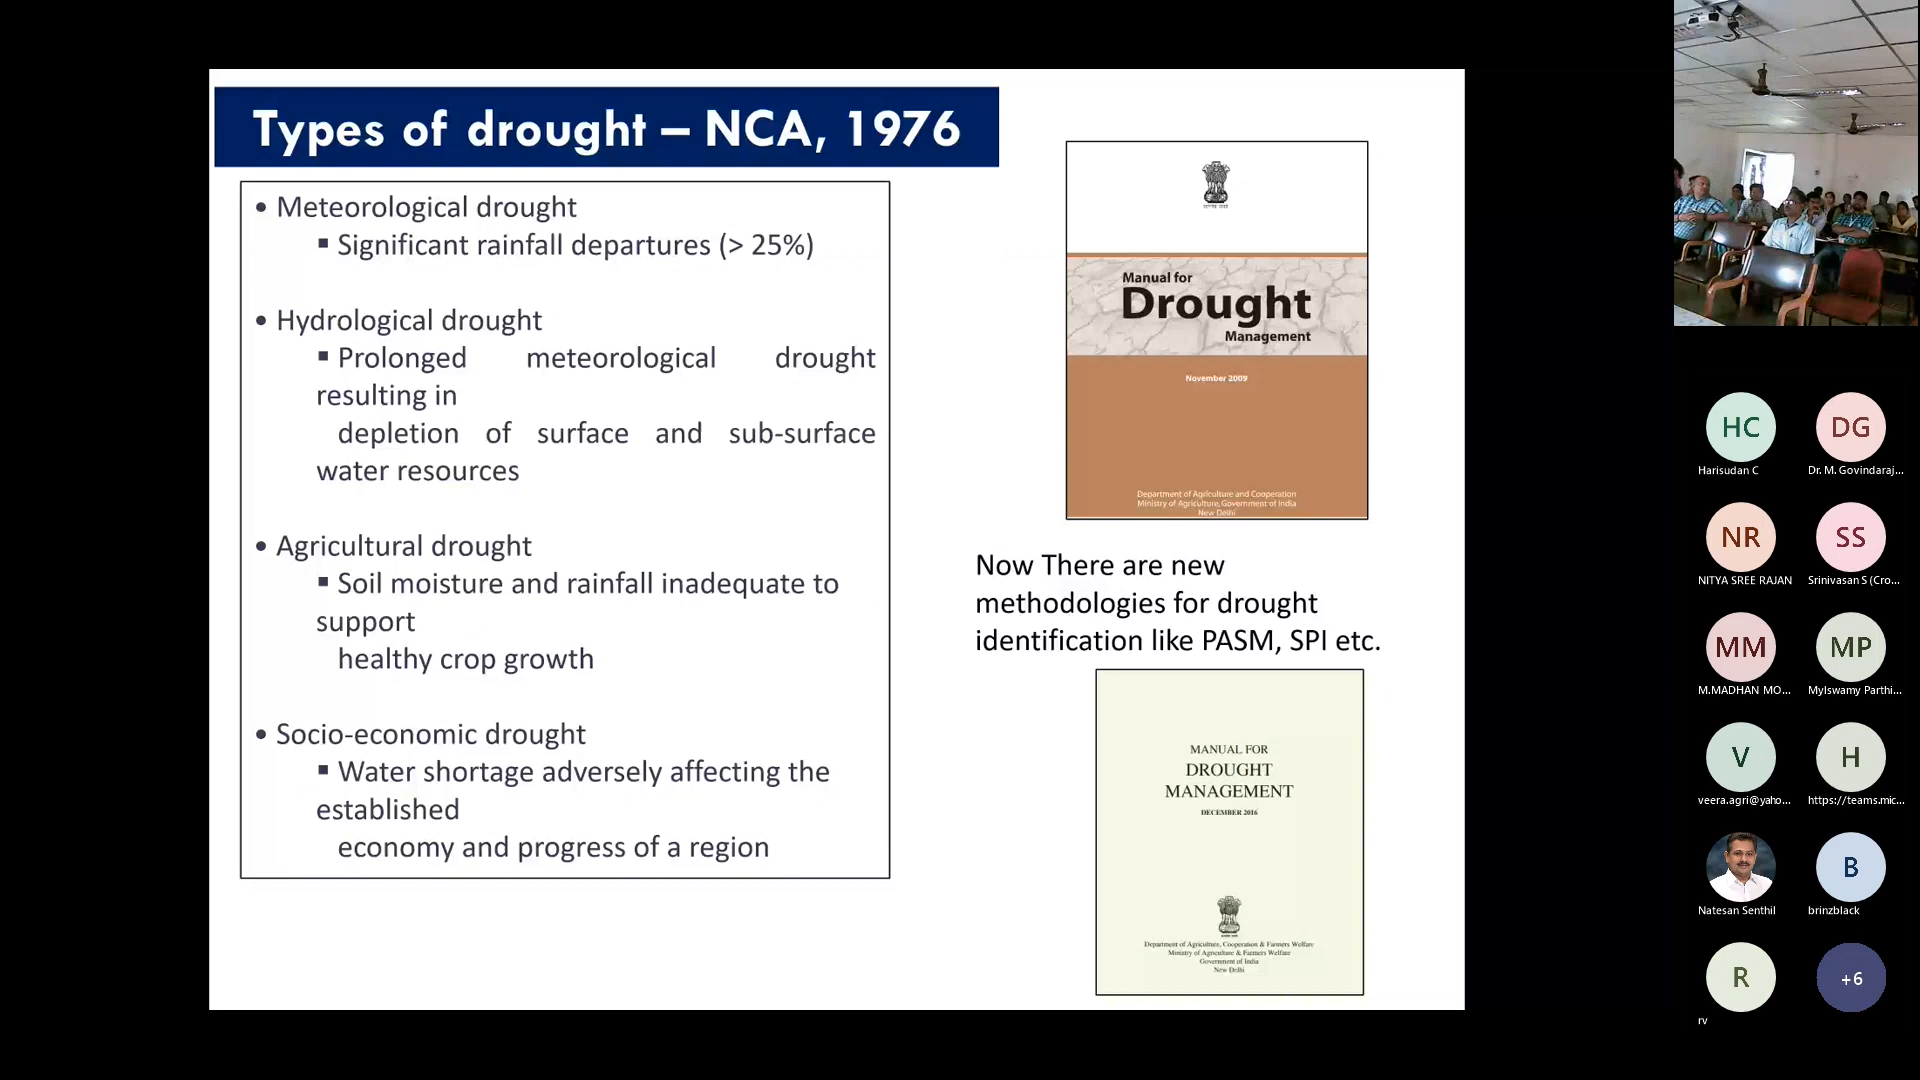 Types of drought – NCA, 1976
• Meteorological drought
▪ Significant rainfall departures (> 25%)
• Hydrological drought
▪ Prolonged meteorological drought
resulting in
depletion of surface and sub-surface
water resources
• Agricultural drought
▪ Soil moisture and rainfall inadequate to
support
healthy crop growth
• Socio-economic drought
▪ Water shortage adversely affecting the
established
economy and progress of a region
Manual for
Drought
Management
November 2009
Department of Agriculture and Cooperation
Ministry of Agriculture, Government of India
New Delhi
Now There are new
methodologies for drought
identification like PASM, SPI etc.
MANUAL FOR
DROUGHT
MANAGEMENT
DECEMBER 2016
Department of Agriculture, Cooperation & Farmers Welfare
Ministry of Agriculture & Farmers Welfare
Government of India
New Delhi
HC
Harisudan C
DG
Dr. M. Govindaraj...
NR
NITYA SREE RAJAN
SS
Srinivasan S (Cro...
MM
M.MADHAN MO...
MP
Mylswamy Parthi...
V
veera.agri@yaho...
H
https://teams.mic...
Natesan Senthil
B
brinzblack
R
rv
+6